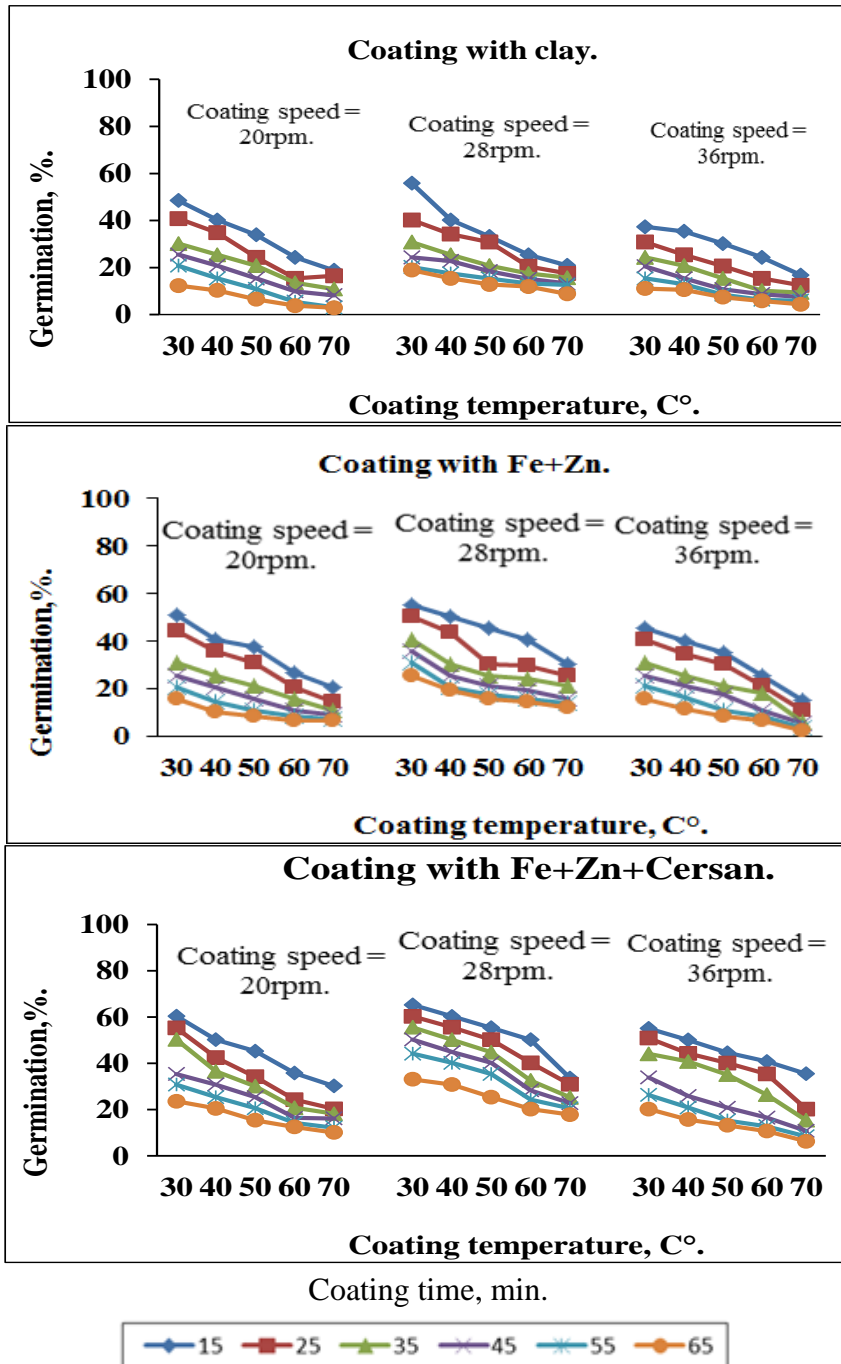 Coating with clay.
100
80
60
40
20
0
Germination, %.
Coating speed =
20rpm.
Coating speed =
28rpm.
Coating speed =
36rpm.
30 40 50 60 70
30 40 50 60 70
30 40 50 60 70
Coating temperature, C°.
Coating with Fe+Zn.
100
80
60
40
20
0
Germination,%.
Coating speed =
20rpm.
Coating speed =
28rpm.
Coating speed =
36rpm.
30 40 50 60 70
30 40 50 60 70
30 40 50 60 70
Coating temperature, C°.
Coating with Fe+Zn+Cersan.
100
80
60
40
20
0
Germination,%.
Coating speed =
20rpm.
Coating speed =
28rpm.
Coating speed =
36rpm.
30 40 50 60 70
30 40 50 60 70
30 40 50 60 70
Coating temperature, C°.
Coating time, min.
15 25 35 45 55 65